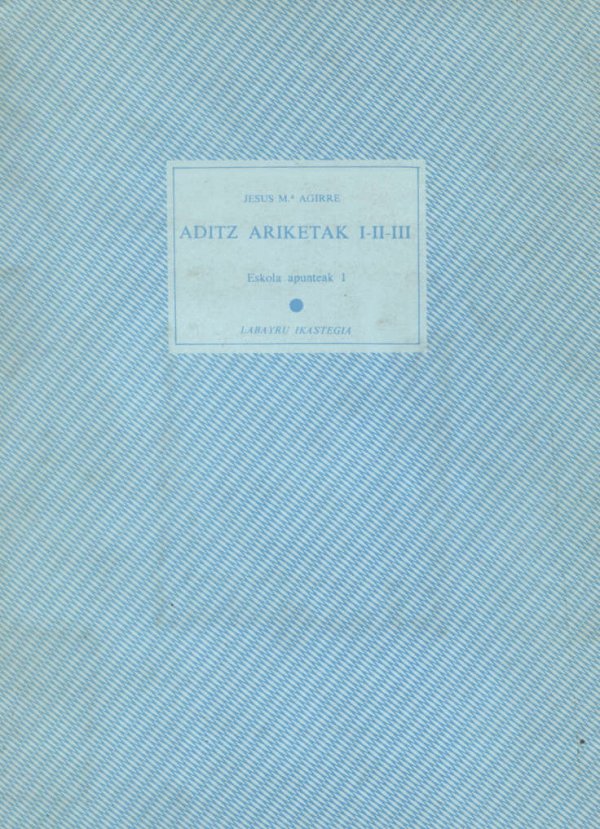 JESUS M.ª AGIRRE
ADITZ ARIKETAK I-II-III
Eskola apunteak 1
LABAYRU IKASTEGIA